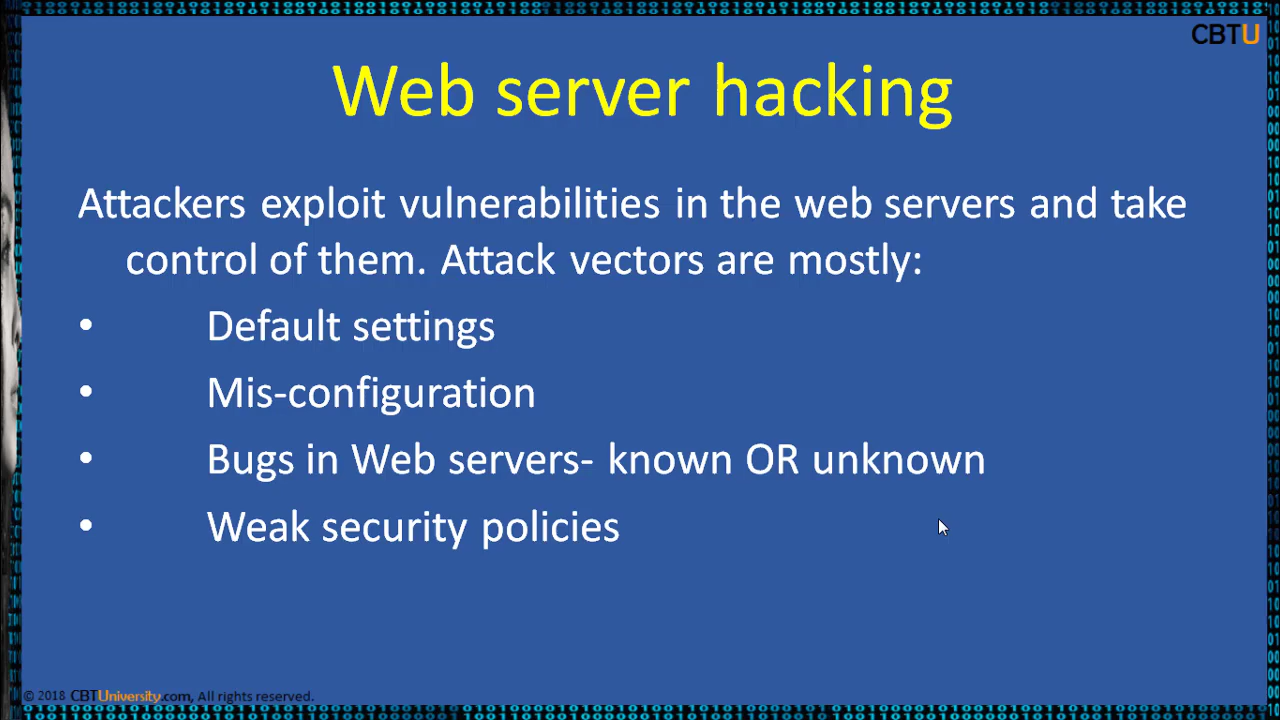 CBTU
Web server hacking
Attackers exploit vulnerabilities in the web servers and take
control of them. Attack vectors are mostly:
• Default settings
• Mis-configuration
• Bugs in Web servers- known OR unknown
• Weak security policies
© 2018 CBTUniversity.com, All rights reserved.